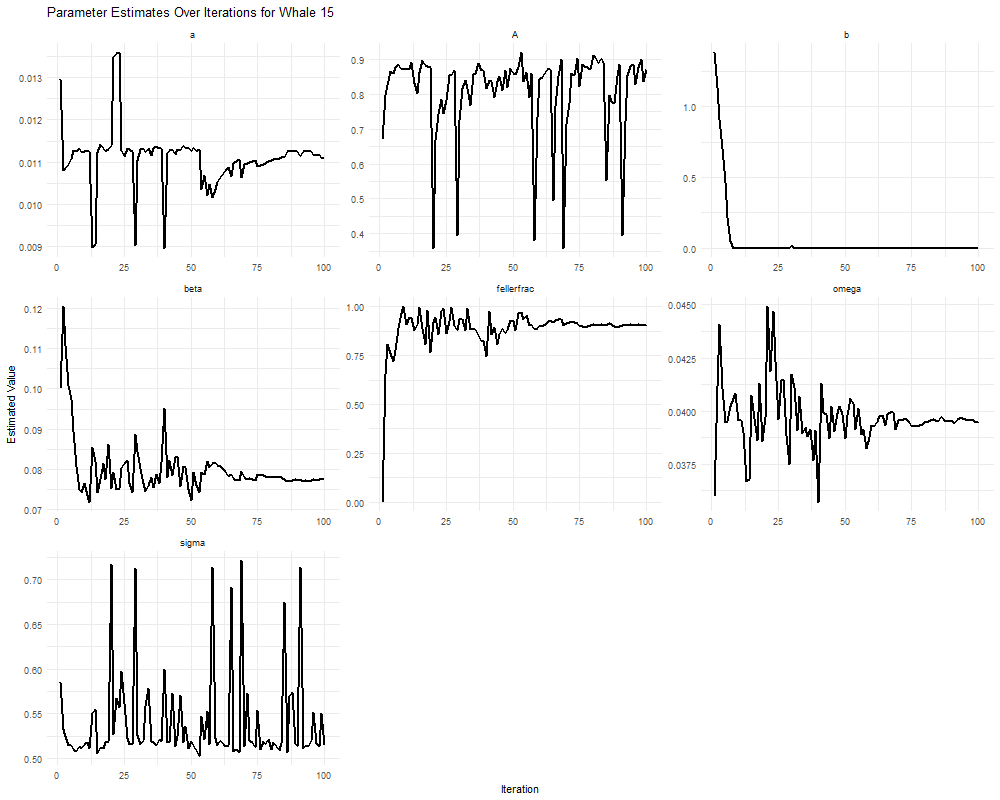 Parameter Estimates Over Iterations for Whale 15
a
A
b
0.013
0.012
0.011
0.010
0.009
0 25 50 75 100
0.9
0.8
0.7
0.6
0.5
0.4
0 25 50 75 100
1.0
0.5
0.0
0 25 50 75 100
beta
fellerfrac
omega
0.12
0.11
0.10
0.09
0.08
0.07
0 25 50 75 100
1.00
0.75
0.50
0.25
0.00
0 25 50 75 100
0.0450
0.0425
0.0400
0.0375
0 25 50 75 100
sigma
0.70
0.65
0.60
0.55
0.50
0 25 50 75 100
Estimated Value
Iteration